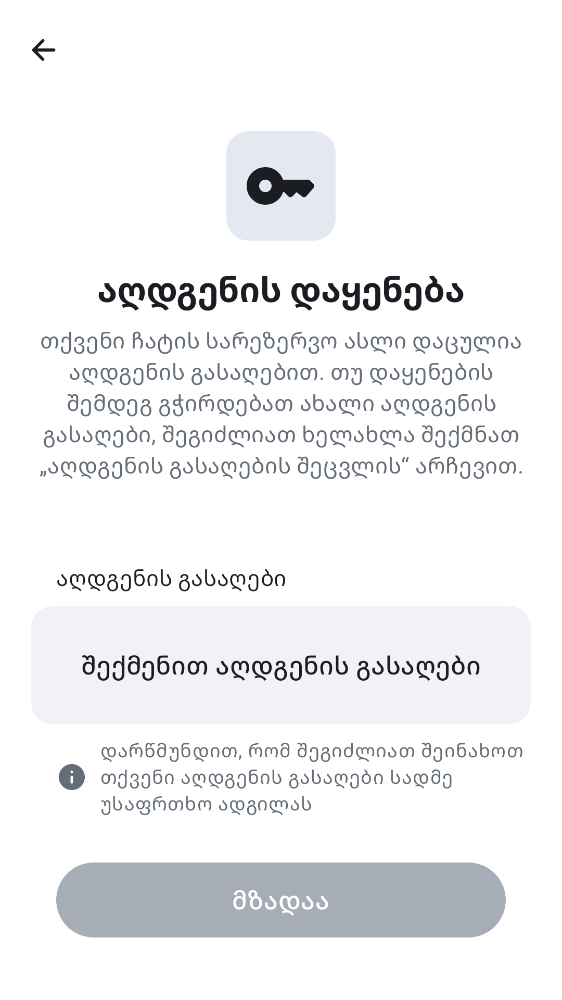 აღდგენის დაყენება
თქვენი ჩატის სარეზერვო ასლი დაცულია
აღდგენის გასაღებით. თუ დაყენების
შემდეგ გჭირდებათ ახალი აღდგენის
გასაღები, შეგიძლიათ ხელახლა შექმნათ
„აღდგენის გასაღების შეცვლის“ არჩევით.
აღდგენის გასაღები
შექმენით აღდგენის გასაღები
დარწმუნდით, რომ შეგიძლიათ შეინახოთ
თქვენი აღდგენის გასაღები სადმე
უსაფრთხო ადგილას
მზადაა